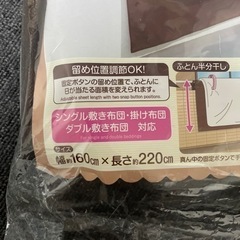 留め位置調節OK!
固定ボタンの留め位置で、ふとんに
日が当たる面積を変えられます。
Adjustable sheet length with two snap button positions.
シングル敷き布団・掛け布団
ダブル敷き布団 対応
For single and double beddings
サイズ
幅約160cm×長さ約220cm
ふとん半分干し
真ん中の固定ボタンで